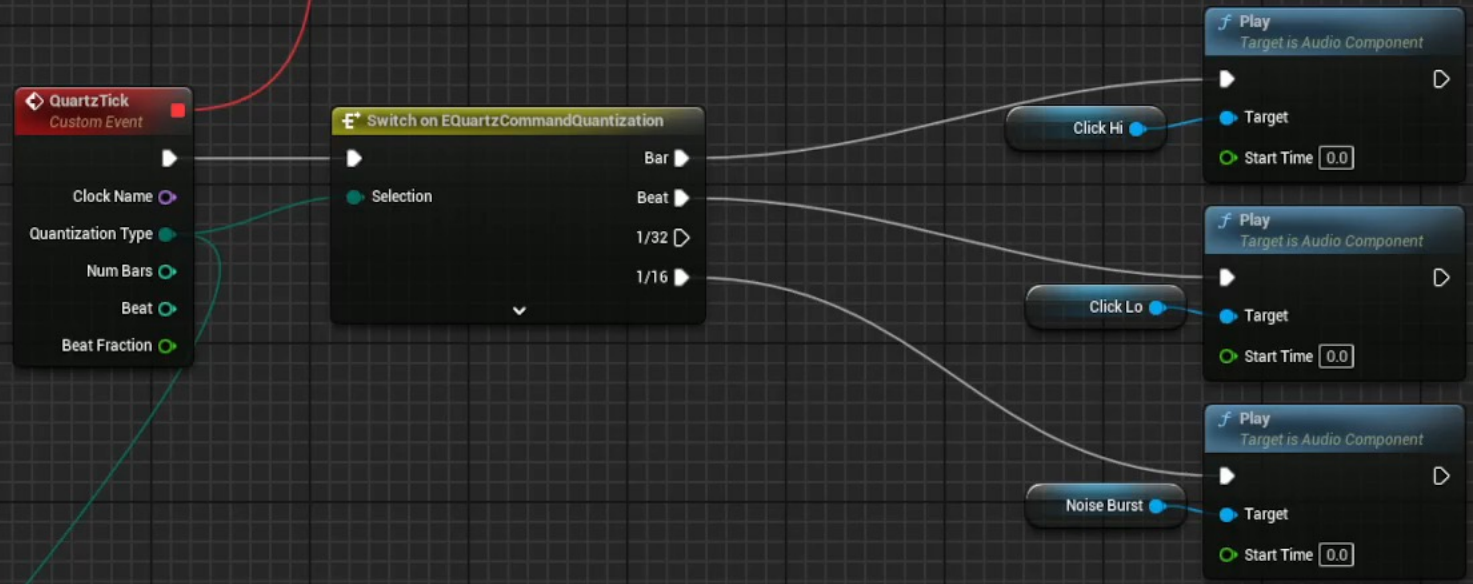 QuartzTick
Custom Event
Clock Name
Quantization Type
Num Bars
Beat
Beat Fraction
Switch on EQuartzCommandQuantization
Selection
Bar
Beat
1/32
1/16
Click Hi
Play
Target is Audio Component
Target
Start Time 0.0
Click Lo
Play
Target is Audio Component
Target
Start Time 0.0
Noise Burst
Play
Target is Audio Component
Target
Start Time 0.0